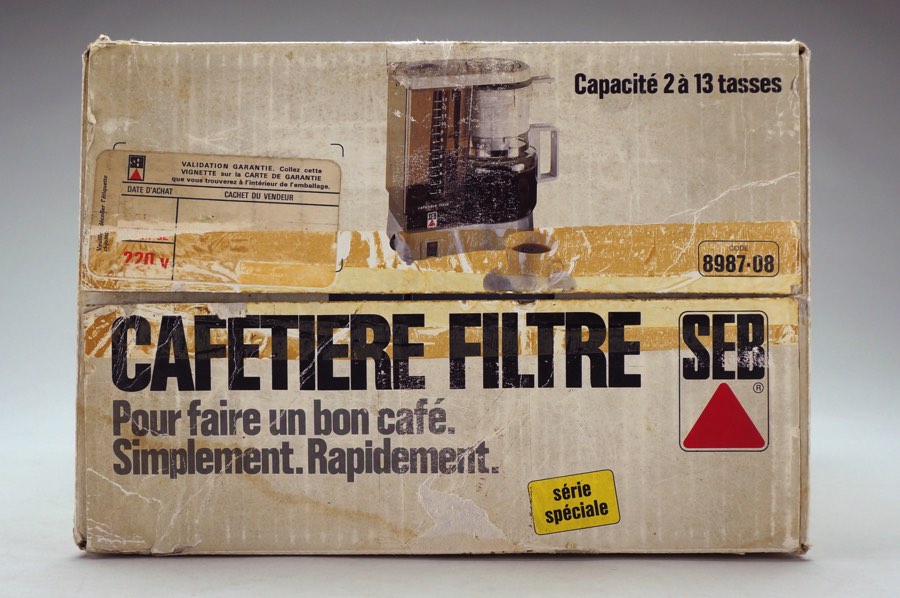 Capacité 2 à 13 tasses
SEB
VALIDATION GARANTIE. Collez cette
VIGNETTE sur la CARTE DE GARANTIE
que vous trouverez à l'intérieur de l'emballage.
DATE D'ACHAT
CACHET DU VENDEUR
220 V
CODE
8987·08
CAFETIERE FILTRE
SEB
®
Pour faire un bon café.
Simplement. Rapidement.
série
spéciale